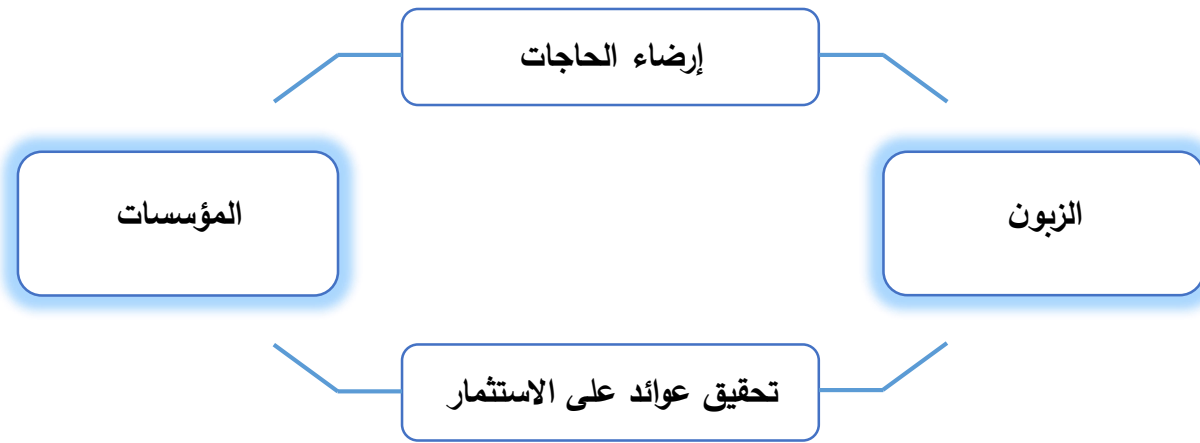 إرضاء الحاجات
الزبون
المؤسسات
تحقيق عوائد على الاستثمار